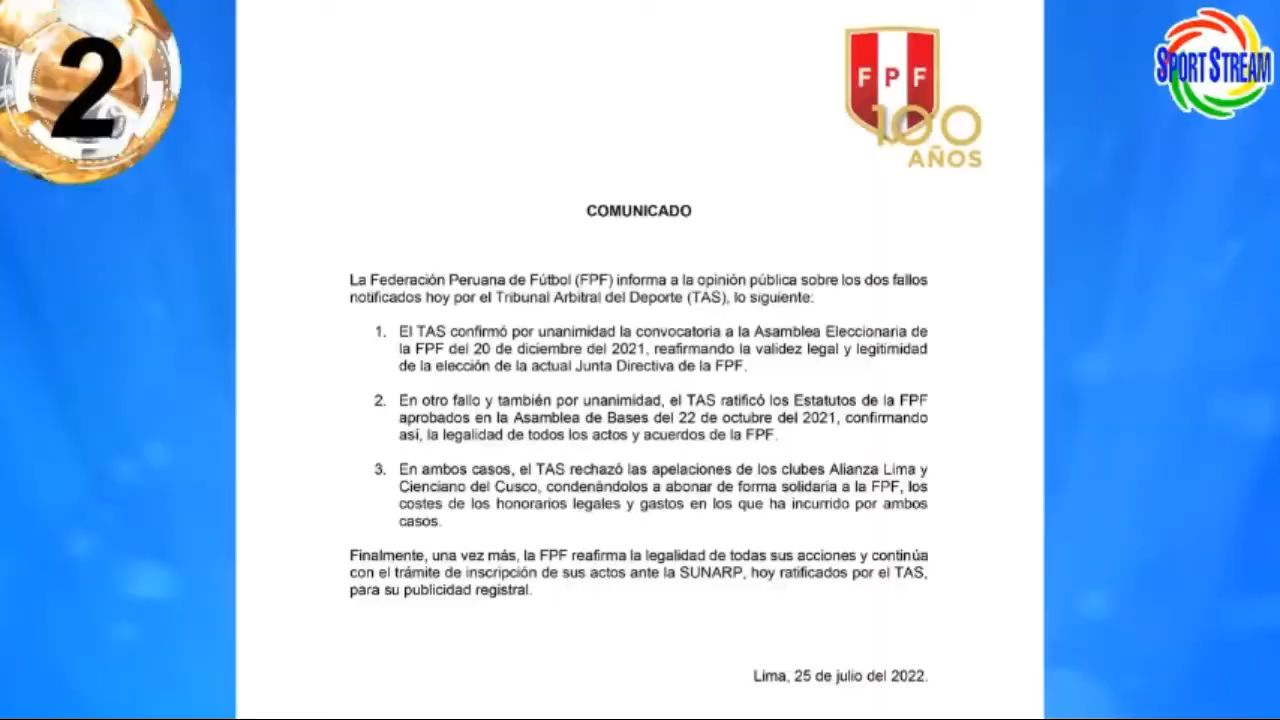 2
SPORT STREAM
FPF
100
AÑOS
COMUNICADO
La Federación Peruana de Fútbol (FPF) informa a la opinión pública sobre los dos fallos
notificados hoy por el Tribunal Arbitral del Deporte (TAS), lo siguiente:
1. El TAS confirmó por unanimidad la convocatoria a la Asamblea Eleccionaria de
la FPF del 20 de diciembre del 2021, reafirmando la validez legal y legitimidad
de la elección de la actual Junta Directiva de la FPF.
2. En otro fallo y también por unanimidad, el TAS ratificó los Estatutos de la FPF
aprobados en la Asamblea de Bases del 22 de octubre del 2021, confirmando
así, la legalidad de todos los actos y acuerdos de la FPF.
3. En ambos casos, el TAS rechazó las apelaciones de los clubes Alianza Lima y
Cienciano del Cusco, condenándolos a abonar de forma solidaria a la FPF, los
costes de los honorarios legales y gastos en los que ha incurrido por ambos
casos.
Finalmente, una vez más, la FPF reafirma la legalidad de todas sus acciones y continúa
con el trámite de inscripción de sus actos ante la SUNARP, hoy ratificados por el TAS,
para su publicidad registral.
Lima, 25 de julio del 2022.